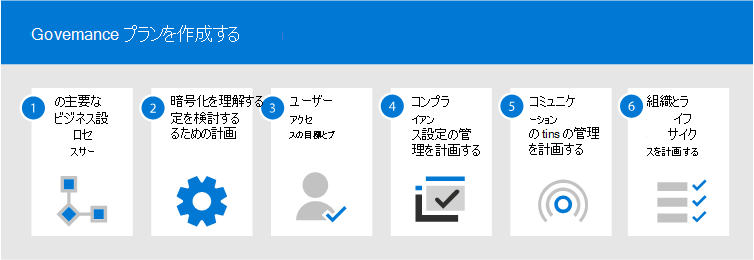 Govemance プランを作成する
1
の主要な
ビジネス設
ロセ
スサー
2
暗号化を理解する
定を検討する
るための計画
3
ユーザー
アクセ
スの目標とプ
4
コンプラ
イアン
ス設定の管
理を計画する
5
コミュニケ
ーション
の tins の管理
を計画する
6
組織とラ
イフ
サイク
スを計画する